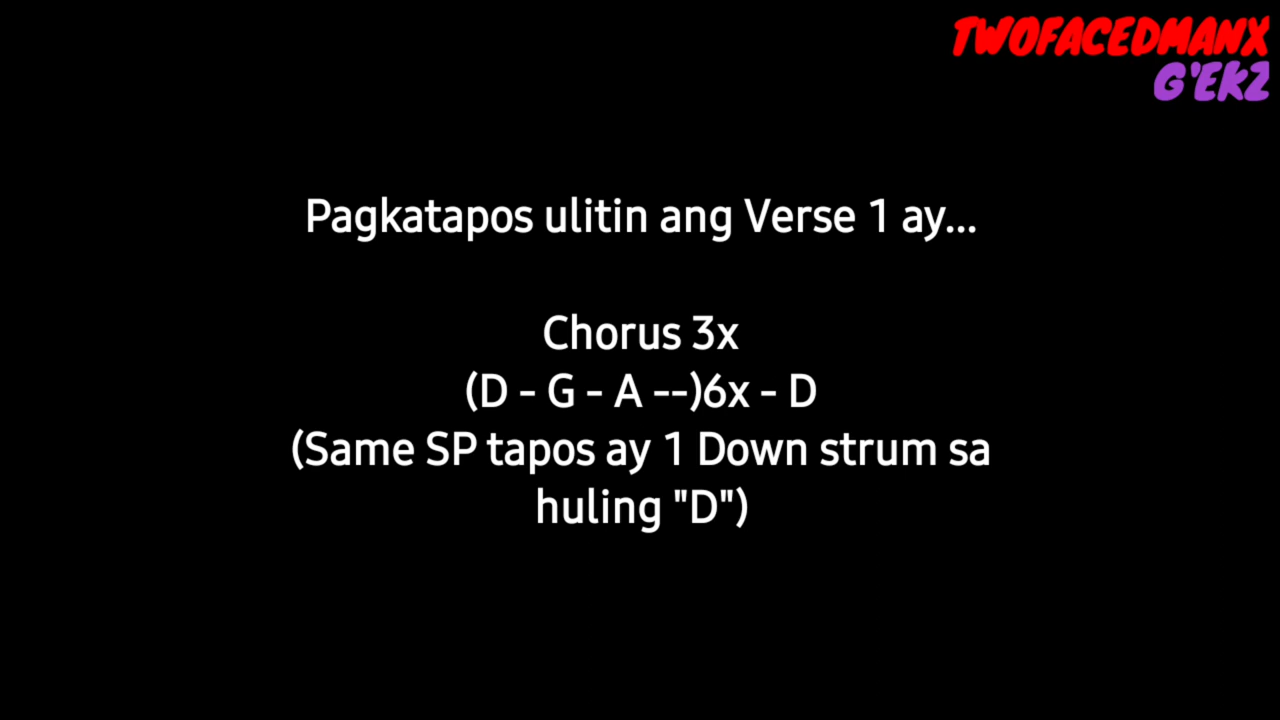 TWOFACEDMANX
G'EKZ
Pagkatapos ulitin ang Verse 1 ay...
Chorus 3x
(D - G - A --)6x - D
(Same SP tapos ay 1 Down strum sa
huling "D")